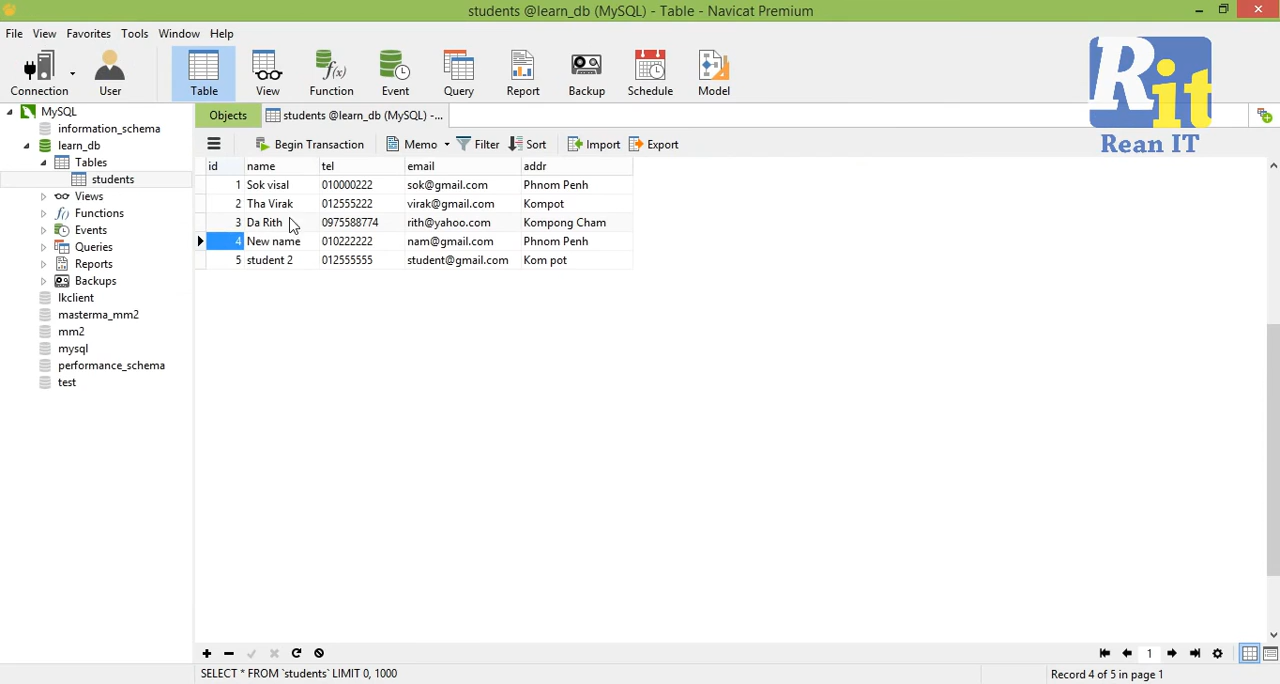 students @learn_db (MySQL) - Table - Navicat Premium
File View Favorites Tools Window Help
Connection User Table View Function Event Query Report Backup Schedule Model
Rit
Rean IT
MySQL
information_schema
learn_db
Tables
students
Views
Functions
Events
Queries
Reports
Backups
lkclient
masterma_mm2
mm2
mysql
performance_schema
test
Objects students @learn_db (MySQL) -...
Begin Transaction Memo Filter Sort Import Export
id name tel email addr
1 Sok visal 010000222 sok@gmail.com Phnom Penh
2 Tha Virak 012555222 virak@gmail.com Kompot
3 Da Rith 0975588774 rith@yahoo.com Kompong Cham
4 New name 010222222 nam@gmail.com Phnom Penh
5 student 2 012555555 student@gmail.com Kom pot
1
SELECT * FROM `students` LIMIT 0, 1000
Record 4 of 5 in page 1